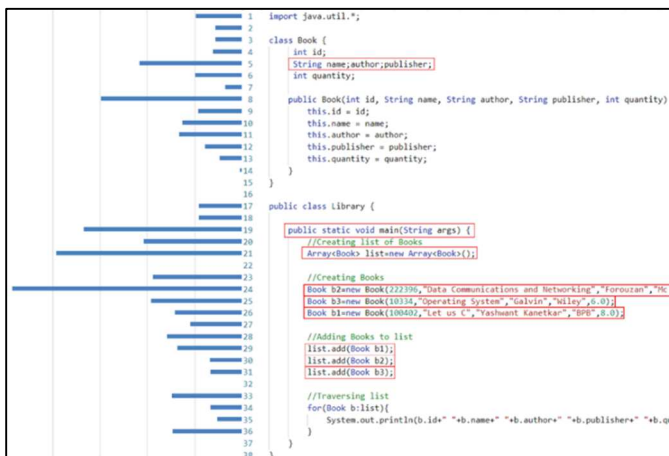 1 import java.util.*;
2
3 class Book {
4 int id;
5 String name;author;publisher;
6 int quantity;
7
8 public Book(int id, String name, String author, String publisher, int quantity)
9 this.id = id;
10 this.name = name;
11 this.author = author;
12 this.publisher = publisher;
13 this.quantity = quantity;
14 }
15 }
16
17 public class Library {
18
19 public static void main(String args) {
20 //Creating list of Books
21 Array<Book> list=new Array<Book>();
22
23 //Creating Books
24 Book b2=new Book(222396,"Data Communications and Networking","Forouzan","Mc
25 Book b3=new Book(10334,"Operating System","Galvin","Wiley",6.0);
26 Book b1=new Book(100402,"Let us C","Yashwant Kanetkar","BPB",8.0);
27
28 //Adding Books to list
29 list.add(Book b1);
30 list.add(Book b2);
31 list.add(Book b3);
32
33 //Traversing list
34 for(Book b:list){
35 System.out.println(b.id+" "+b.name+" "+b.author+" "+b.publisher+" "+b.qu
36 }
37 }
38 }